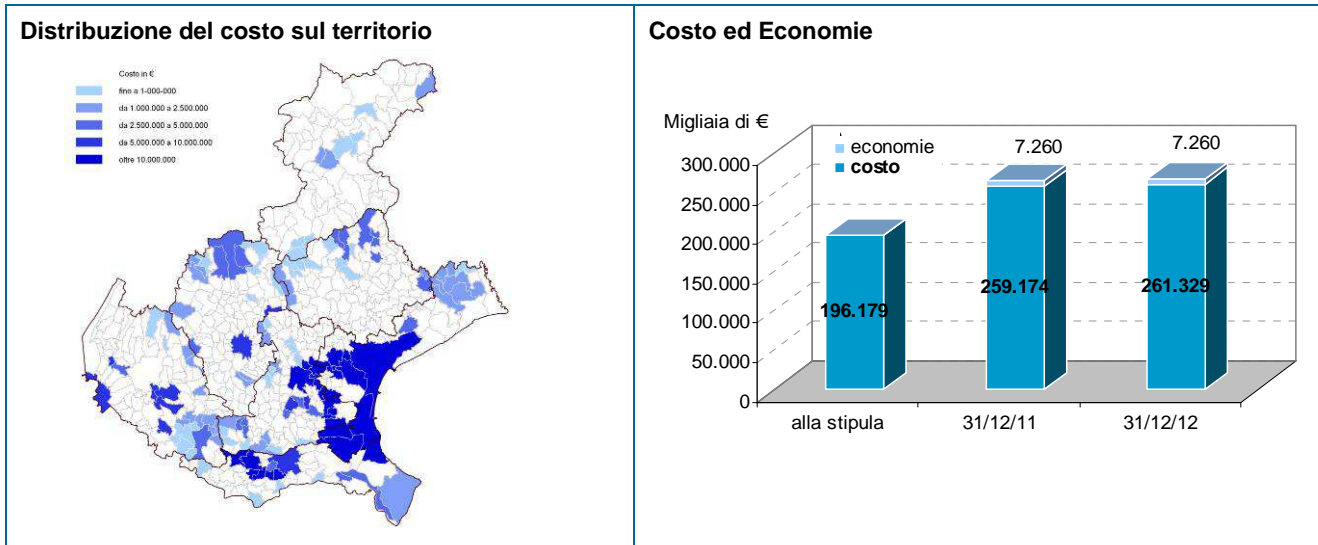 Distribuzione del costo sul territorio
Costo in €
fino a 1-000-000
da 1.000.000 a 2.500.000
da 2.500.000 a 5.000.000
da 5.000.000 a 10.000.000
oltre 10.000.000
Costo ed Economie
Migliaia di €
economie
costo
7.260
7.260
300.000
250.000
200.000
150.000
100.000
50.000
0
196.179
259.174
261.329
alla stipula
31/12/11
31/12/12